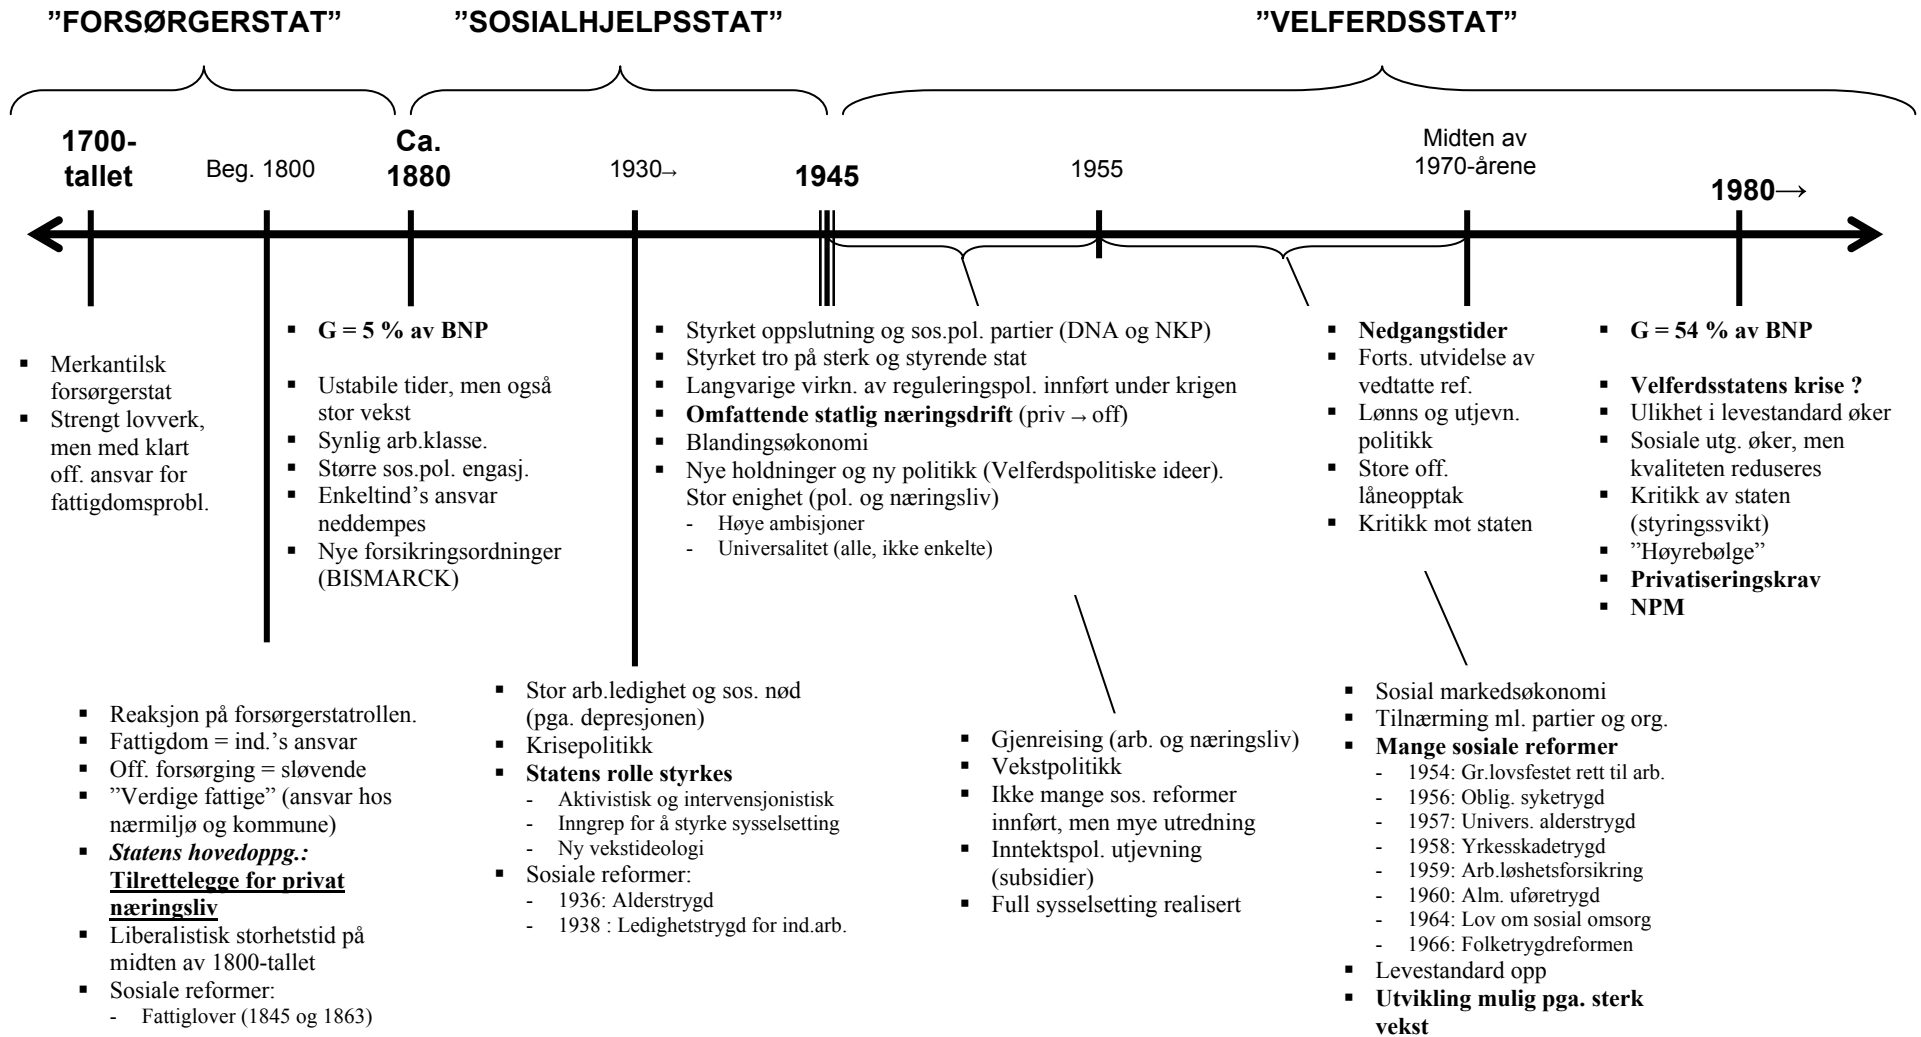 ”FORSØRGERSTAT”
”SOSIALHJELPSSTAT”
”VELFERDSSTAT”
1700-
tallet
Beg. 1800
Ca.
1880
1930→
1945
1955
Midten av
1970-årene
1980→
▪ Merkantilsk
forsørgerstat
▪ Strengt lovverk,
men med klart
off. ansvar for
fattigdomsprobl.
▪ Reaksjon på forsørgerstatrollen.
▪ Fattigdom = ind.’s ansvar
▪ Off. forsørging = sløvende
▪ ”Verdige fattige” (ansvar hos
nærmiljø og kommune)
▪ Statens hovedoppg.:
Tilrettelegge for privat
næringsliv
▪ Liberalistisk storhetstid på
midten av 1800-tallet
▪ Sosiale reformer:
- Fattiglover (1845 og 1863)
▪ G = 5 % av BNP
▪ Ustabile tider, men også
stor vekst
▪ Synlig arb.klasse.
▪ Større sos.pol. engasj.
▪ Enkeltind’s ansvar
neddempes
▪ Nye forsikringsordninger
(BISMARCK)
▪ Stor arb.ledighet og sos. nød
(pga. depresjonen)
▪ Krisepolitikk
▪ Statens rolle styrkes
- Aktivistisk og intervensjonistisk
- Inngrep for å styrke sysselsetting
- Ny vekstideologi
▪ Sosiale reformer:
- 1936: Alderstrygd
- 1938 : Ledighetstrygd for ind.arb.
▪ Styrket oppslutning og sos.pol. partier (DNA og NKP)
▪ Styrket tro på sterk og styrende stat
▪ Langvarige virkn. av reguleringspol. innført under krigen
▪ Omfattende statlig næringsdrift (priv → off)
▪ Blandingsøkonomi
▪ Nye holdninger og ny politikk (Velferdspolitiske ideer).
Stor enighet (pol. og næringsliv)
- Høye ambisjoner
- Universalitet (alle, ikke enkelte)
▪ Gjenreising (arb. og næringsliv)
▪ Vekstpolitikk
▪ Ikke mange sos. reformer
innført, men mye utredning
▪ Inntektspol. utjevning
(subsidier)
▪ Full sysselsetting realisert
▪ Nedgangstider
▪ Forts. utvidelse av
vedtatte ref.
▪ Lønns og utjevn.
politikk
▪ Store off.
låneopptak
▪ Kritikk mot staten
▪ Sosial markedsøkonomi
▪ Tilnærming ml. partier og org.
▪ Mange sosiale reformer
- 1954: Gr.lovsfestet rett til arb.
- 1956: Oblig. syketrygd
- 1957: Univers. alderstrygd
- 1958: Yrkesskadetrygd
- 1959: Arb.løshetsforsikring
- 1960: Alm. uføretrygd
- 1964: Lov om sosial omsorg
- 1966: Folketrygdreformen
▪ Levestandard opp
▪ Utvikling mulig pga. sterk
vekst
▪ G = 54 % av BNP
▪ Velferdsstatens krise ?
▪ Ulikhet i levestandard øker
▪ Sosiale utg. øker, men
kvaliteten reduseres
▪ Kritikk av staten
(styringssvikt)
▪ ”Høyrebølge”
▪ Privatiseringskrav
▪ NPM